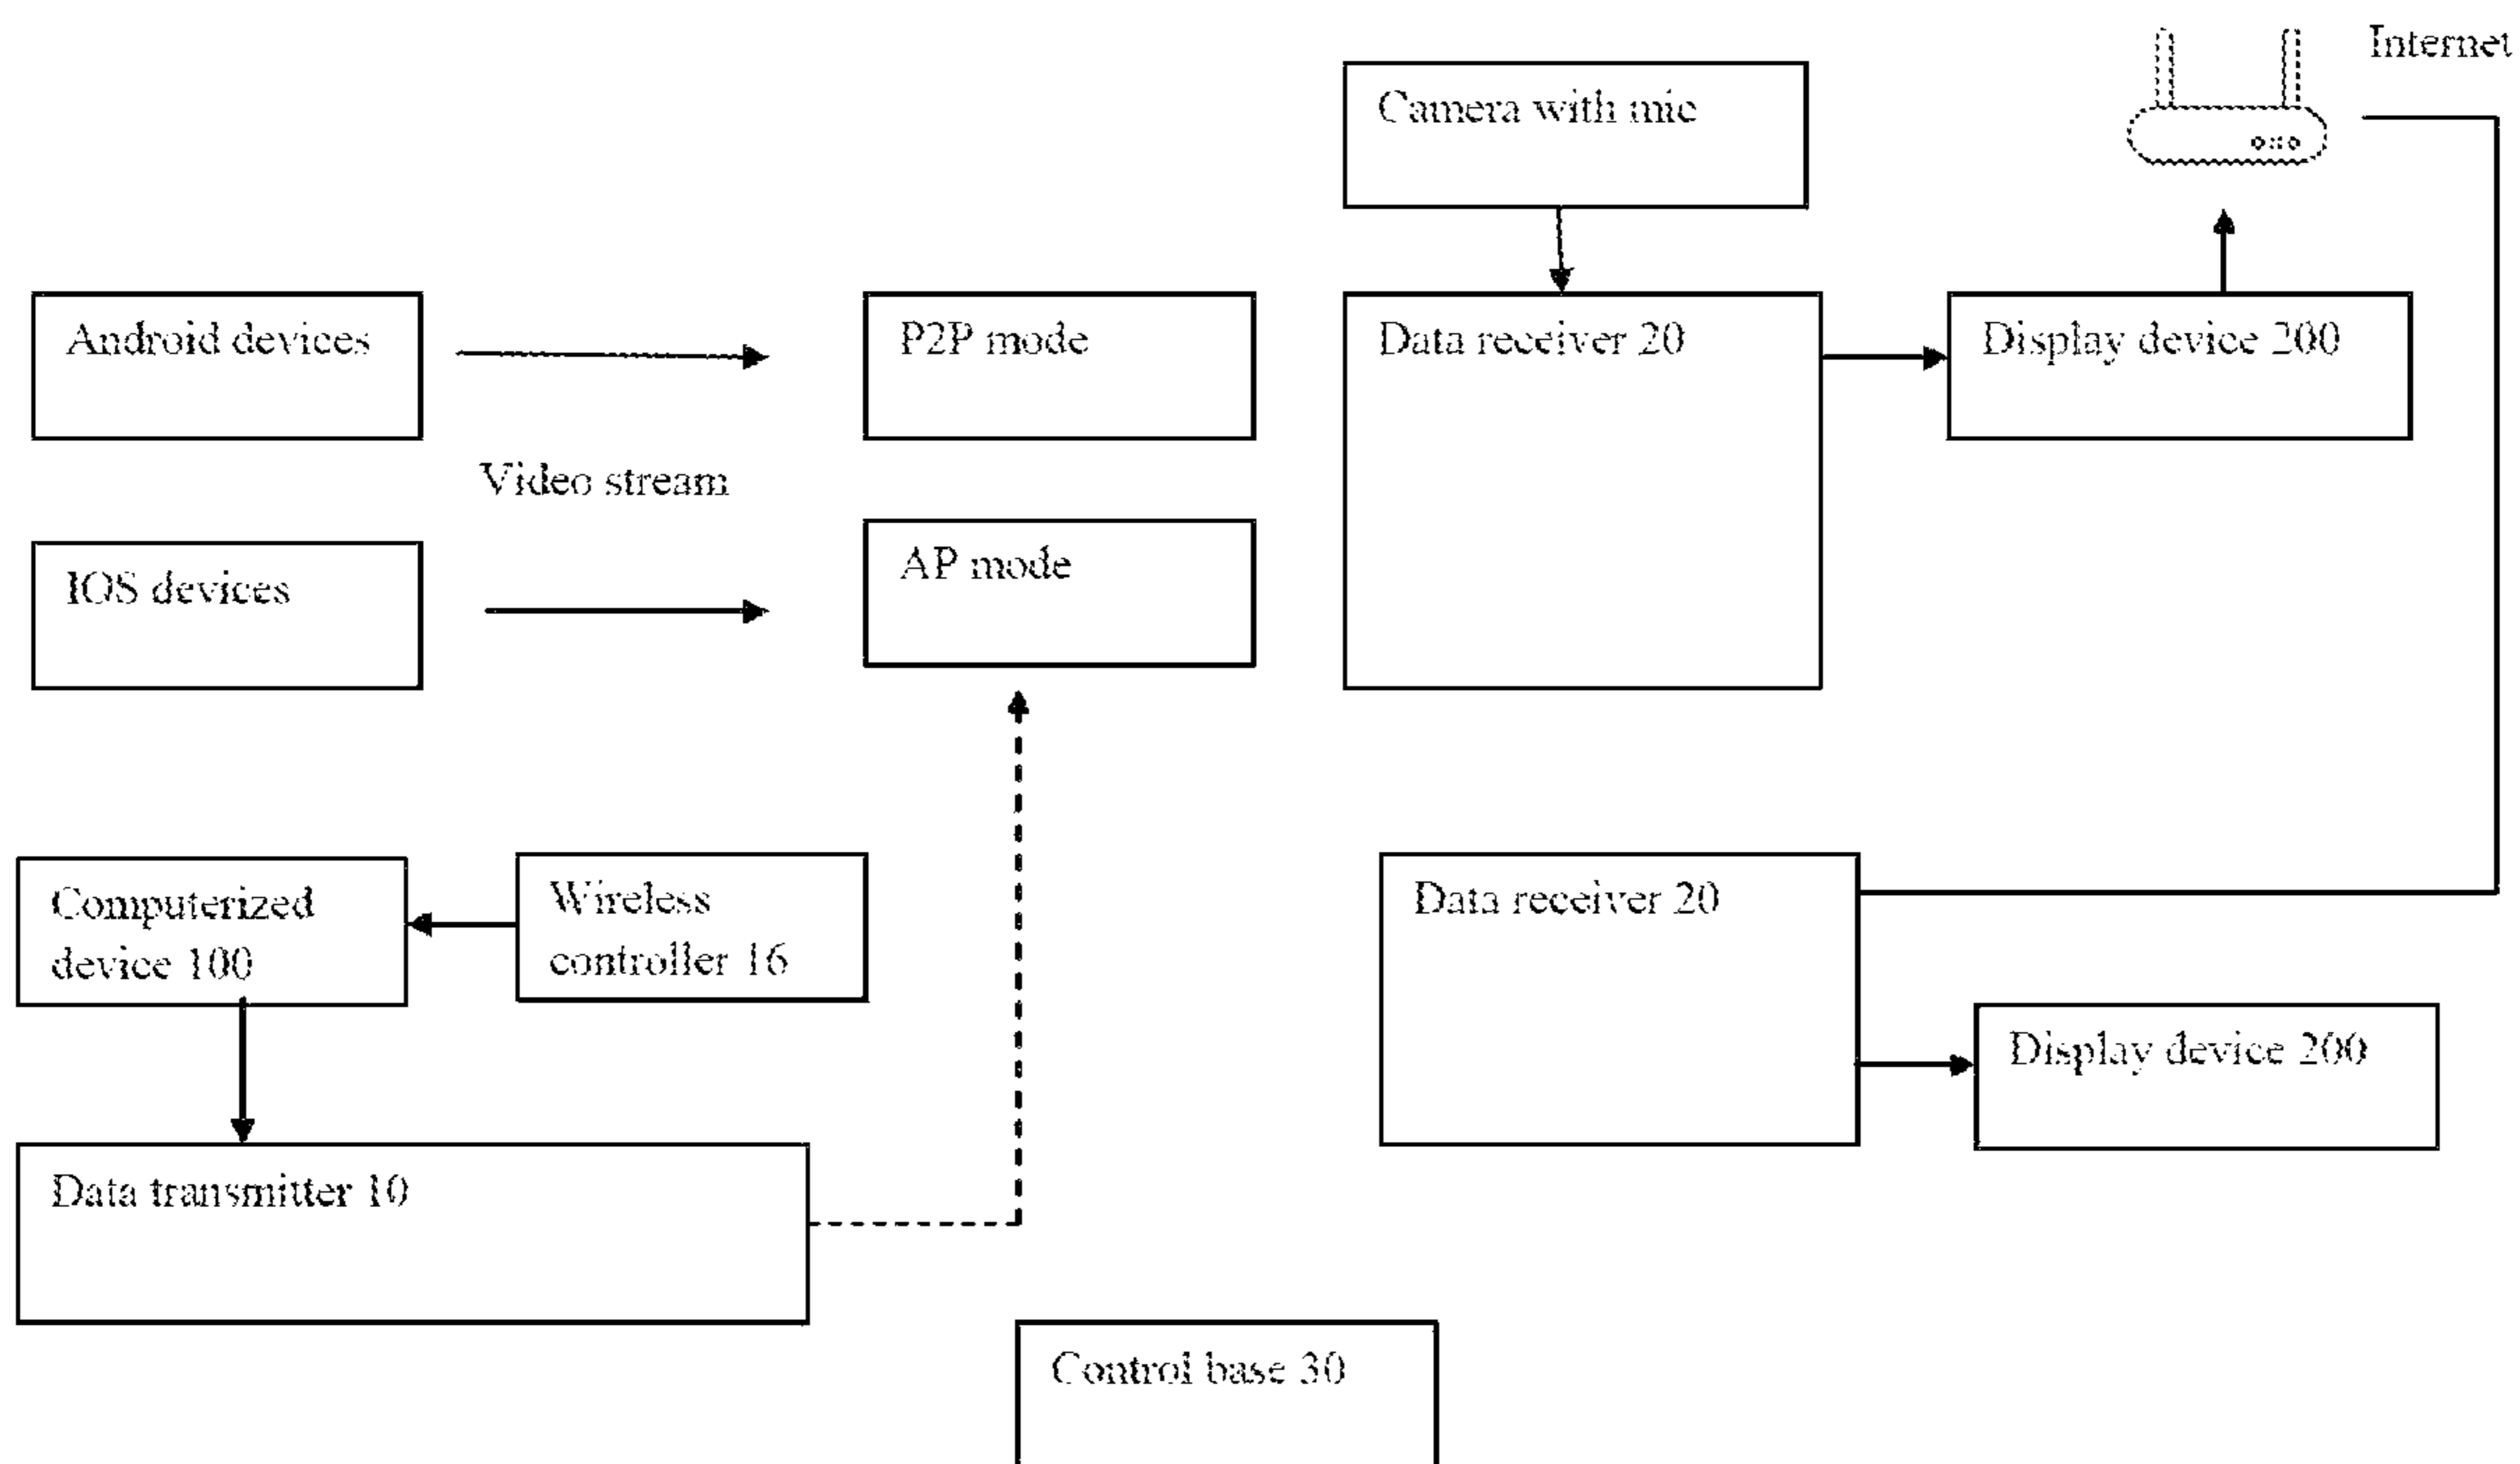 Internet
Camera with mic
Android devices
P2P mode
Data receiver 20
Display device 200
Video stream
AP mode
IOS devices
Computerized
device 100
Wireless
controller 16
Data receiver 20
Display device 200
Data transmitter 10
Control base 30